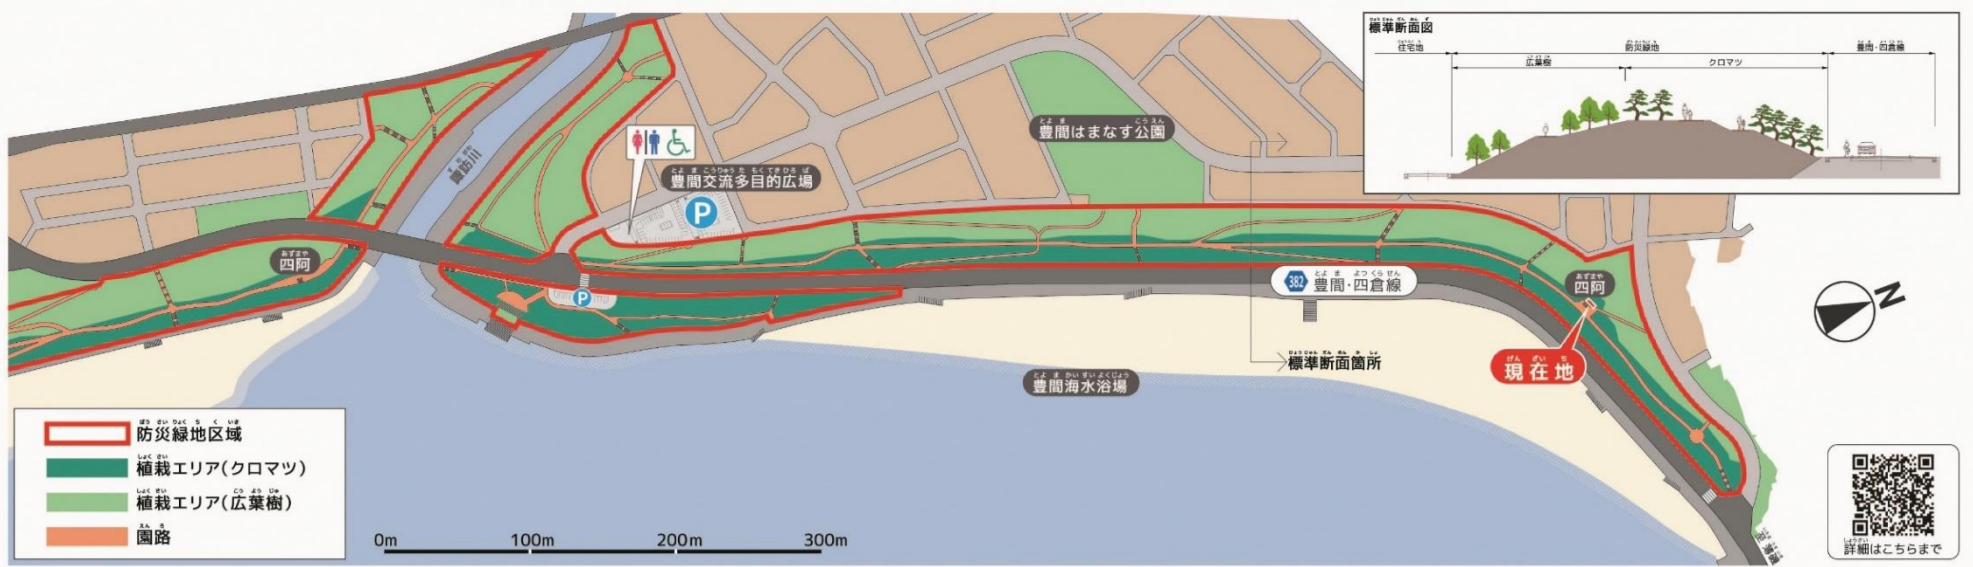 標準断面図
住宅地
防災緑地
豊間・四倉線
広葉樹
クロマツ
諏訪川
豊間はまなす公園
豊間交流多目的広場
P
四阿
P
382 豊間・四倉線
四阿
現在地
標準断面箇所
豊間海水浴場
N
防災緑地区域
植栽エリア(クロマツ)
植栽エリア(広葉樹)
園路
0m 100m 200m 300m
詳細はこちらまで